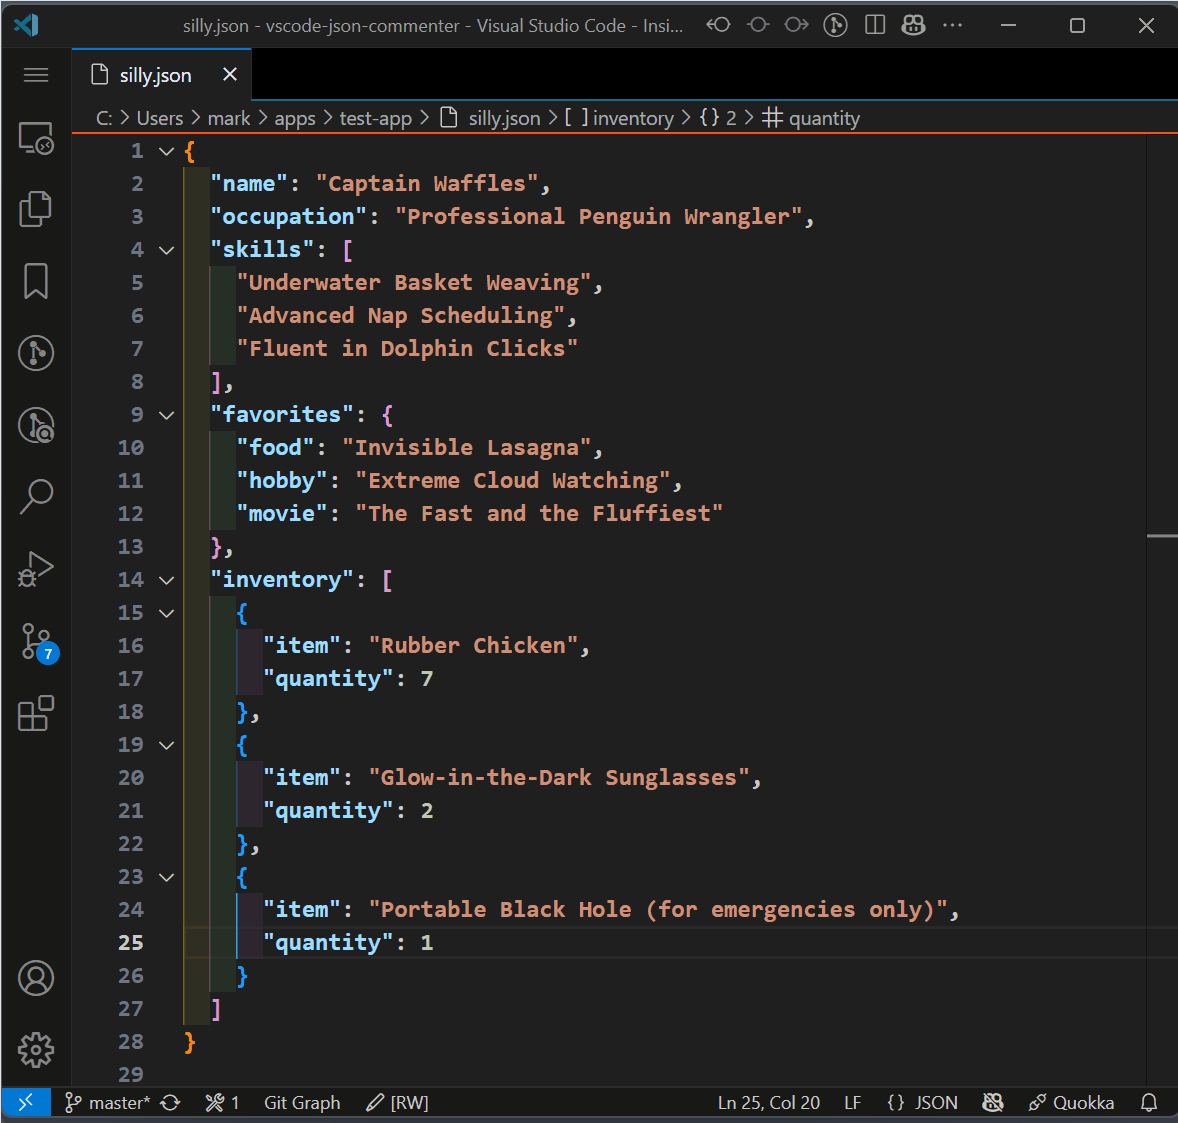 silly.json - vscode-json-commenter - Visual Studio Code - Insi...
silly.json
C: > Users > mark > apps > test-app > silly.json > [ ] inventory > {} 2 > # quantity
1 {
2   "name": "Captain Waffles",
3   "occupation": "Professional Penguin Wrangler",
4   "skills": [
5     "Underwater Basket Weaving",
6     "Advanced Nap Scheduling",
7     "Fluent in Dolphin Clicks"
8   ],
9   "favorites": {
10     "food": "Invisible Lasagna",
11     "hobby": "Extreme Cloud Watching",
12     "movie": "The Fast and the Fluffiest"
13   },
14   "inventory": [
15     {
16       "item": "Rubber Chicken",
17       "quantity": 7
18     },
19     {
20       "item": "Glow-in-the-Dark Sunglasses",
21       "quantity": 2
22     },
23     {
24       "item": "Portable Black Hole (for emergencies only)",
25       "quantity": 1
26     }
27   ]
28 }
29
7
master* 1 Git Graph [RW] Ln 25, Col 20 LF {} JSON Quokka